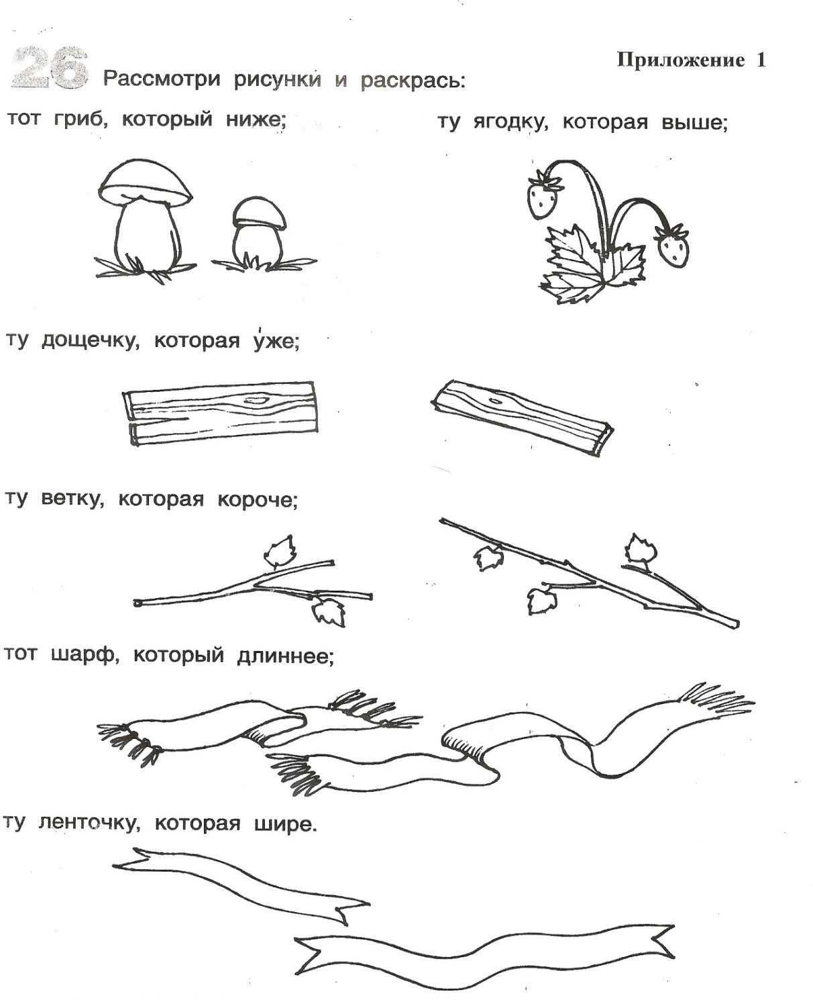 Приложение 1
26 Рассмотри рисунки и раскрась:
тот гриб, который ниже;
ту ягодку, которая выше;
ту дощечку, которая у́же;
ту ветку, которая короче;
тот шарф, который длиннее;
ту ленточку, которая шире.